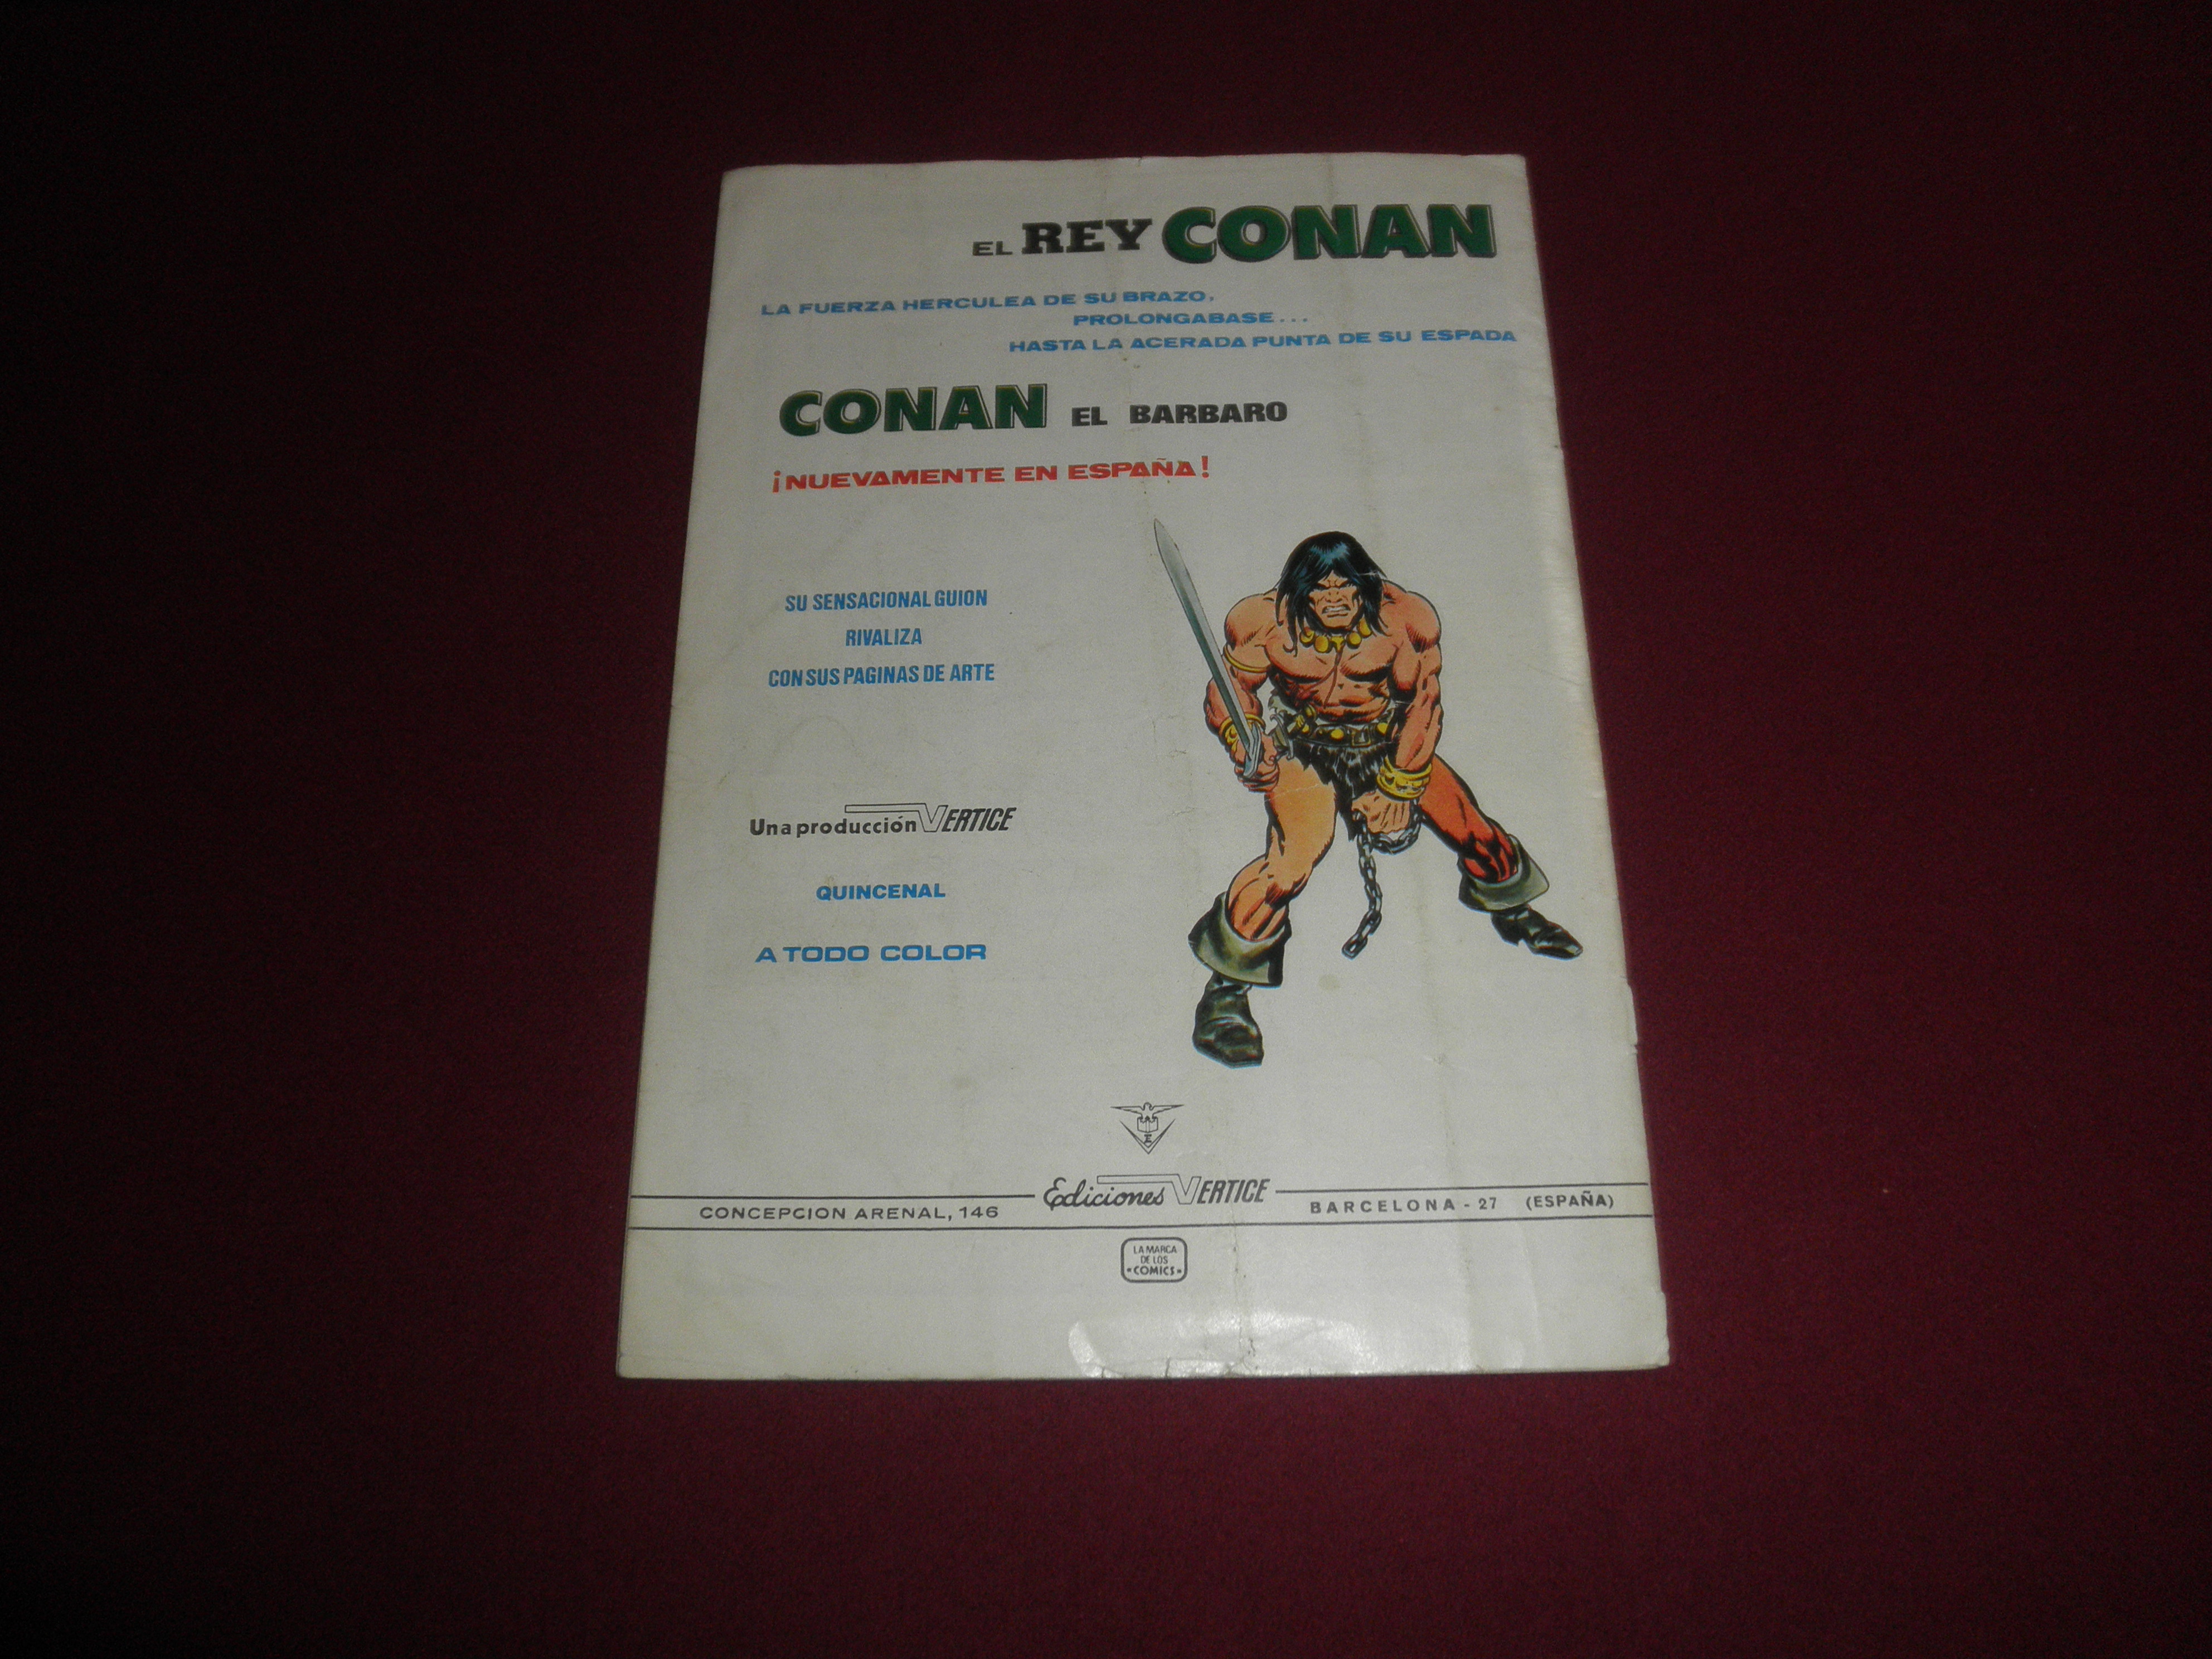 EL REY CONAN
LA FUERZA HERCULEA DE SU BRAZO,
PROLONGABASE...
HASTA LA ACERADA PUNTA DE SU ESPADA
CONAN EL BARBARO
¡NUEVAMENTE EN ESPAÑA!
SU SENSACIONAL GUION
RIVALIZA
CON SUS PAGINAS DE ARTE
Una producción VERTICE
QUINCENAL
A TODO COLOR
E
Ediciones VERTICE
CONCEPCION ARENAL, 146
BARCELONA - 27 (ESPAÑA)
LA MARCA
DE LOS
«COMICS»